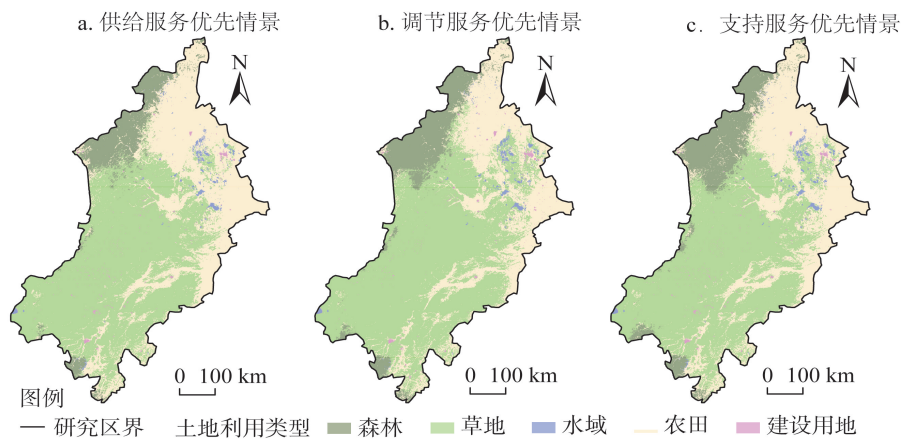 a. 供给服务优先情景
b. 调节服务优先情景
c. 支持服务优先情景
N
N
N
0 100 km
0 100 km
0 100 km
图例
研究区界 土地利用类型 森林 草地 水域 农田 建设用地